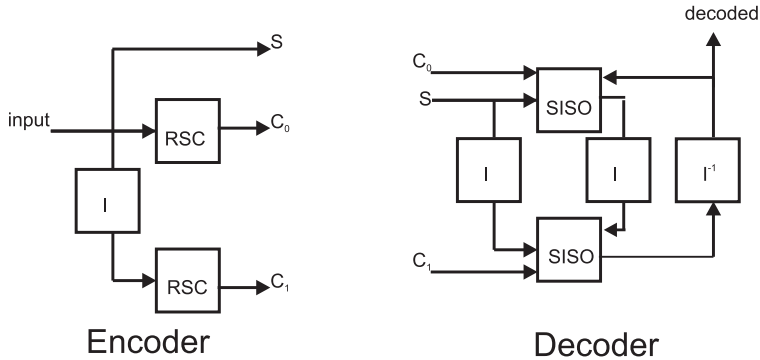 S
input
RSC
C₀
I
RSC
C₁
Encoder
decoded
C₀
S
SISO
I
I
I⁻¹
C₁
SISO
Decoder